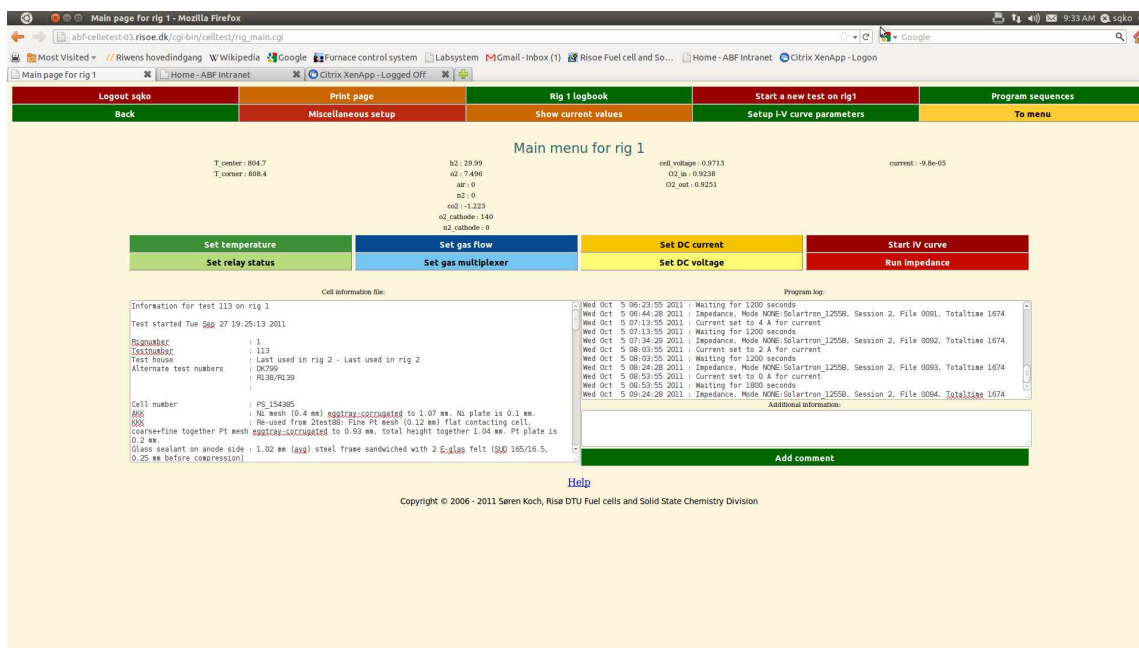 Main page for rig 1 - Mozilla Firefox
9:33 AM sqko
abf-celletest-03.risoe.dk/cgi-bin/celltest/rig_main.cgi
Google
Most Visited Riwens hovedindgang Wikipedia Google Furnace control system Labsystem Gmail - Inbox (1) Risoe Fuel cell and So... Home - ABF Intranet Citrix XenApp - Logon
Main page for rig 1 Home - ABF Intranet Citrix XenApp - Logged Off
Logout sqko Print page Rig 1 logbook Start a new test on rig1 Program sequences
Back Miscellaneous setup Show current values Setup I-V curve parameters To menu
Main menu for rig 1
T_center : 804.7 h2 : 29.99 cell_voltage : 0.9713 current : -9.8e-05
T_corner : 808.4 o2 : 7.496 O2_in : 0.9238
air : 0 O2_out : 0.9251
n2 : 0
co2 : -1.223
o2_cathode : 140
n2_cathode : 0
Set temperature Set gas flow Set DC current Start iV curve
Set relay status Set gas multiplexer Set DC voltage Run impedance
Cell information file: Program log:
Information for test 113 on rig 1
Test started Tue Sep 27 19:25:13 2011
Rignumber : 1
Testnumber : 113
Test house : Last used in rig 2 - Last used in rig 2
Alternate test numbers : DK799
: R138/R139
:
Cell number : PS_154385
AKK : Ni mesh (0.4 mm) eggtray-corrugated to 1.07 mm. Ni plate is 0.1 mm.
KKK : Re-used from 2test88: Fine Pt mesh (0.12 mm) flat contacting cell,
coarse+fine together Pt mesh eggtray-corrugated to 0.93 mm, total height together 1.04 mm. Pt plate is
0.2 mm.
Glass sealant on anode side : 1.02 mm (avg) steel frame sandwiched with 2 E-glas felt (SUD 165/16.5,
0.25 mm before compression)
Wed Oct 5 06:23:55 2011 : Waiting for 1200 seconds
Wed Oct 5 06:44:28 2011 : Impedance, Mode NONE:Solartron_1255B, Session 2, File 0091, Totaltime 1674
Wed Oct 5 07:13:55 2011 : Current set to 4 A for current
Wed Oct 5 07:13:55 2011 : Waiting for 1200 seconds
Wed Oct 5 07:34:29 2011 : Impedance, Mode NONE:Solartron_1255B, Session 2, File 0092, Totaltime 1674
Wed Oct 5 08:03:55 2011 : Current set to 2 A for current
Wed Oct 5 08:03:55 2011 : Waiting for 1200 seconds
Wed Oct 5 08:24:28 2011 : Impedance, Mode NONE:Solartron_1255B, Session 2, File 0093, Totaltime 1674
Wed Oct 5 08:53:55 2011 : Current set to 0 A for current
Wed Oct 5 08:53:55 2011 : Waiting for 1800 seconds
Wed Oct 5 09:24:28 2011 : Impedance, Mode NONE:Solartron_1255B, Session 2, File 0094, Totaltime 1674
Additional information:
Add comment
Help
Copyright © 2006 - 2011 Søren Koch, Risø DTU Fuel cells and Solid State Chemistry Division